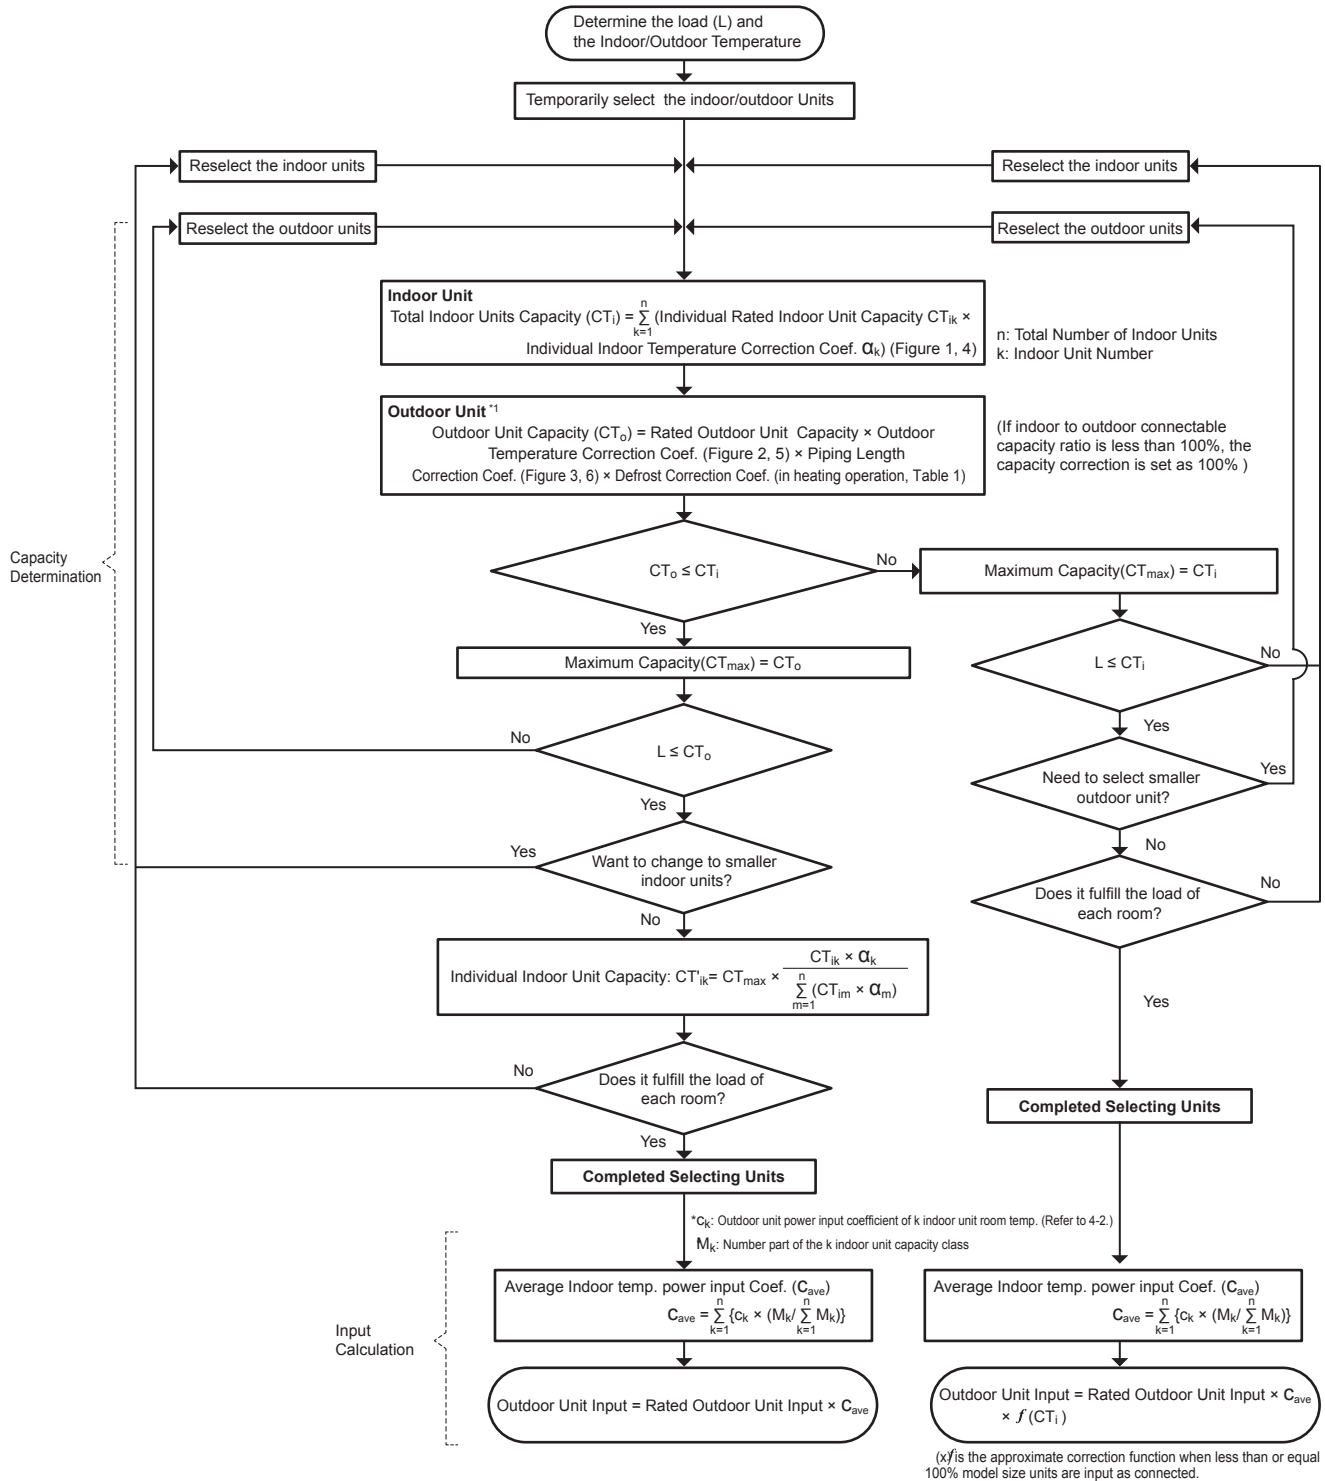 Determine the load (L) and
the Indoor/Outdoor Temperature
Temporarily select the indoor/outdoor Units
Reselect the indoor units
Reselect the indoor units
Reselect the outdoor units
Reselect the outdoor units
Indoor Unit
Total Indoor Units Capacity (CTi) = n Σ k=1 (Individual Rated Indoor Unit Capacity CTik ×
Individual Indoor Temperature Correction Coef. αk) (Figure 1, 4)
n: Total Number of Indoor Units
k: Indoor Unit Number
Outdoor Unit *1
Outdoor Unit Capacity (CTo) = Rated Outdoor Unit Capacity × Outdoor
Temperature Correction Coef. (Figure 2, 5) × Piping Length
Correction Coef. (Figure 3, 6) × Defrost Correction Coef. (in heating operation, Table 1)
(If indoor to outdoor connectable
capacity ratio is less than 100%, the
capacity correction is set as 100% )
Capacity
Determination
CTo ≤ CTi
No
Maximum Capacity(CTmax) = CTi
Yes
Maximum Capacity(CTmax) = CTo
L ≤ CTi
No
Yes
No
L ≤ CTo
Yes
Need to select smaller
outdoor unit?
Yes
No
Yes
Want to change to smaller
indoor units?
No
Does it fulfill the load of
each room?
No
Yes
Individual Indoor Unit Capacity: CT'ik= CTmax × CTik × αk / n Σ m=1 (CTim × αm)
No
Does it fulfill the load of
each room?
Yes
Completed Selecting Units
Completed Selecting Units
*ck: Outdoor unit power input coefficient of k indoor unit room temp. (Refer to 4-2.)
Mk: Number part of the k indoor unit capacity class
Input
Calculation
Average Indoor temp. power input Coef. (Cave)
Cave = n Σ k=1 {ck × (Mk/ n Σ k=1 Mk)}
Average Indoor temp. power input Coef. (Cave)
Cave = n Σ k=1 {ck × (Mk/ n Σ k=1 Mk)}
Outdoor Unit Input = Rated Outdoor Unit Input × Cave
Outdoor Unit Input = Rated Outdoor Unit Input × Cave
× f (CTi )
(x)f is the approximate correction function when less than or equal
100% model size units are input as connected.